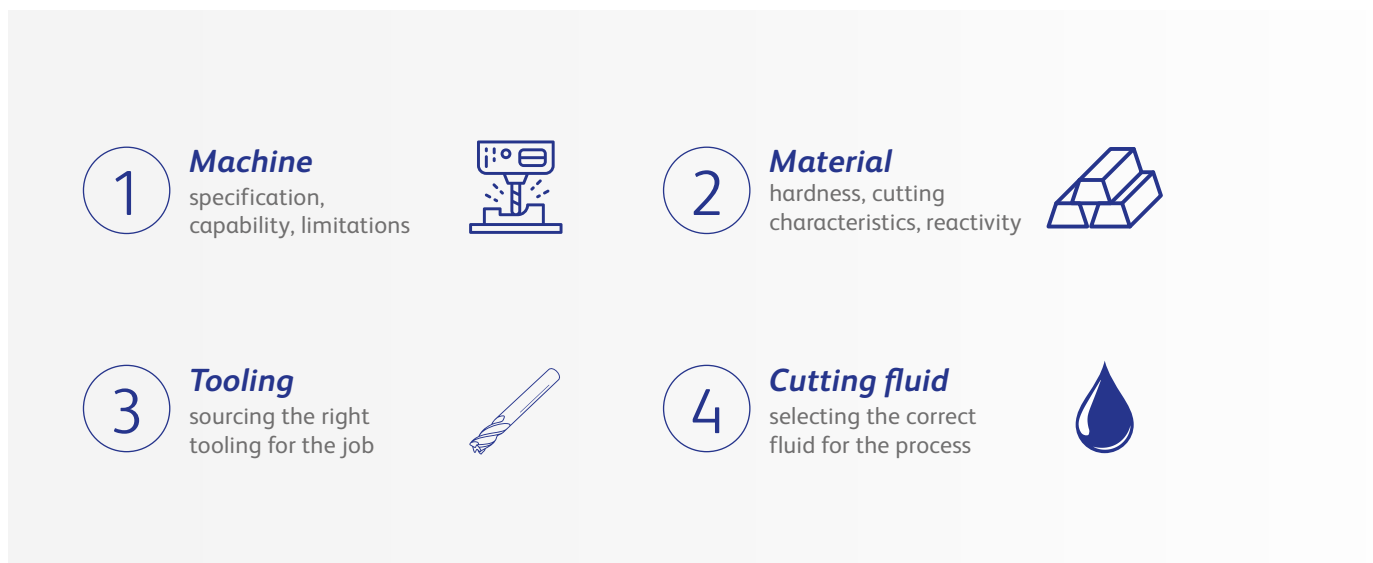 1
Machine
specification,
capability, limitations
2
Material
hardness, cutting
characteristics, reactivity
3
Tooling
sourcing the right
tooling for the job
4
Cutting fluid
selecting the correct
fluid for the process